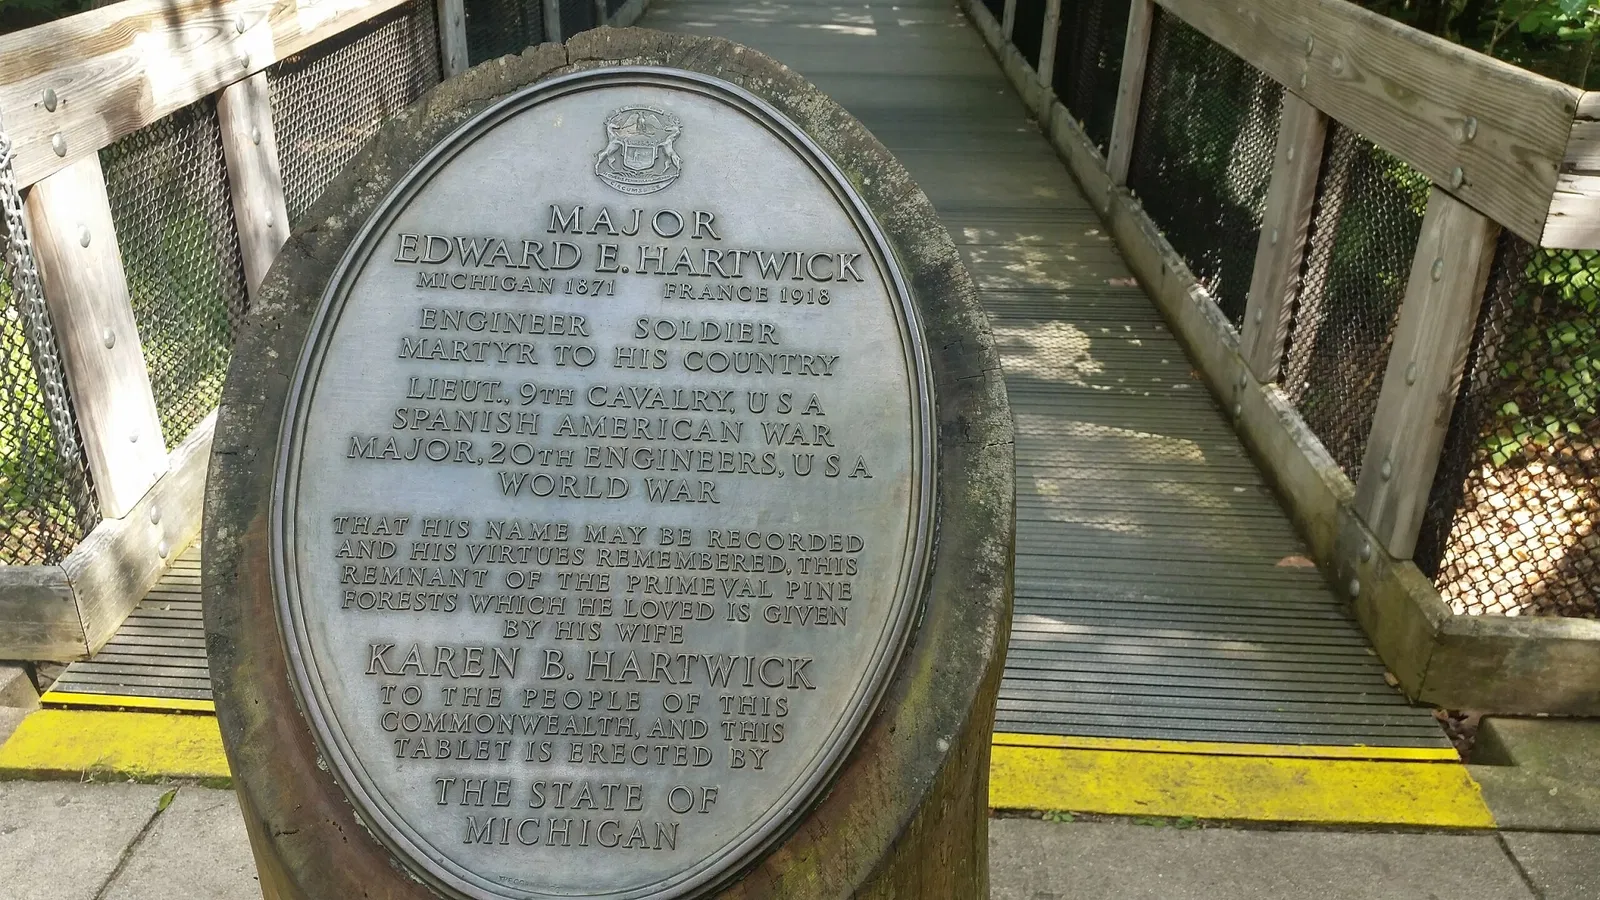 CIRCUMSPICE
MAJOR
EDWARD E. HARTWICK
MICHIGAN 1871 FRANCE 1918
ENGINEER SOLDIER
MARTYR TO HIS COUNTRY
LIEUT., 9TH CAVALRY, U S A
SPANISH AMERICAN WAR
MAJOR, 20TH ENGINEERS, U S A
WORLD WAR
THAT HIS NAME MAY BE RECORDED
AND HIS VIRTUES REMEMBERED, THIS
REMNANT OF THE PRIMEVAL PINE
FORESTS WHICH HE LOVED IS GIVEN
BY HIS WIFE
KAREN B. HARTWICK
TO THE PEOPLE OF THIS
COMMONWEALTH, AND THIS
TABLET IS ERECTED BY
THE STATE OF
MICHIGAN